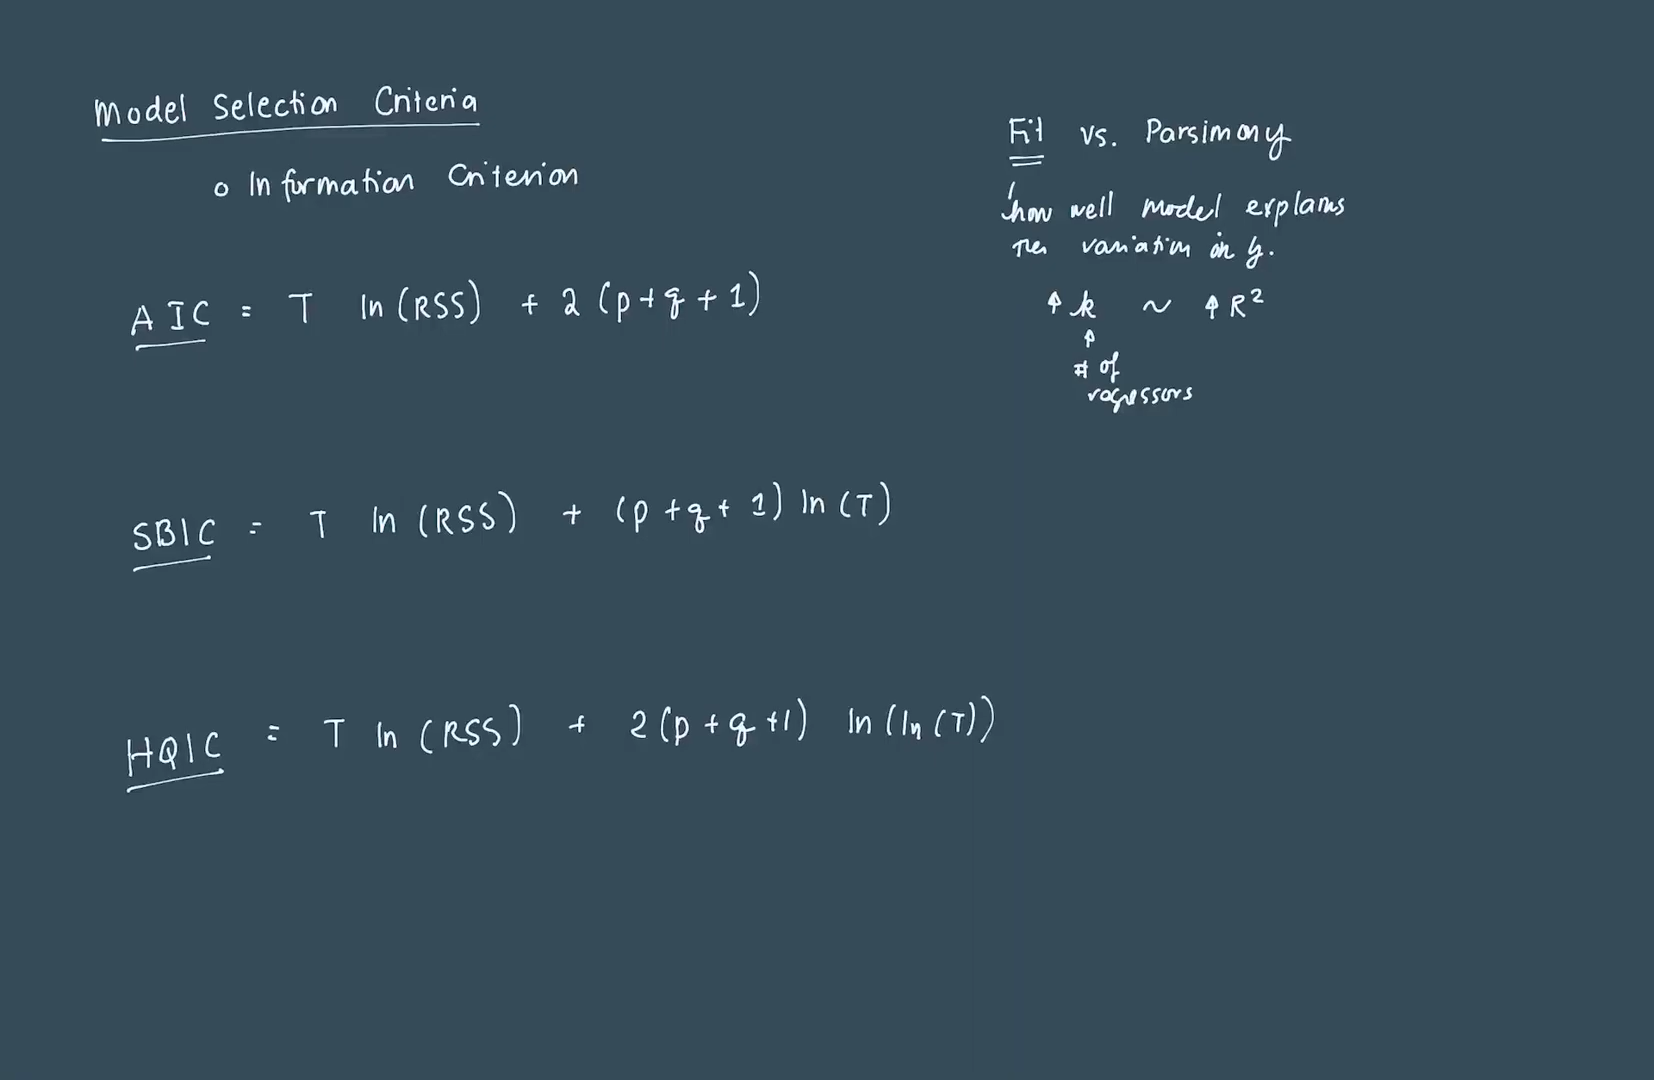 Model Selection Criteria
o Information Criterion
AIC = T ln(RSS) + 2(p+q+1)
SBIC = T ln(RSS) + (p+q+1) ln(T)
HQIC = T ln(RSS) + 2(p+q+1) ln(ln(T))
Fit vs. Parsimony
how well model explains
the variation in y.
↑k ~ ↑R²
↑
# of
regressors